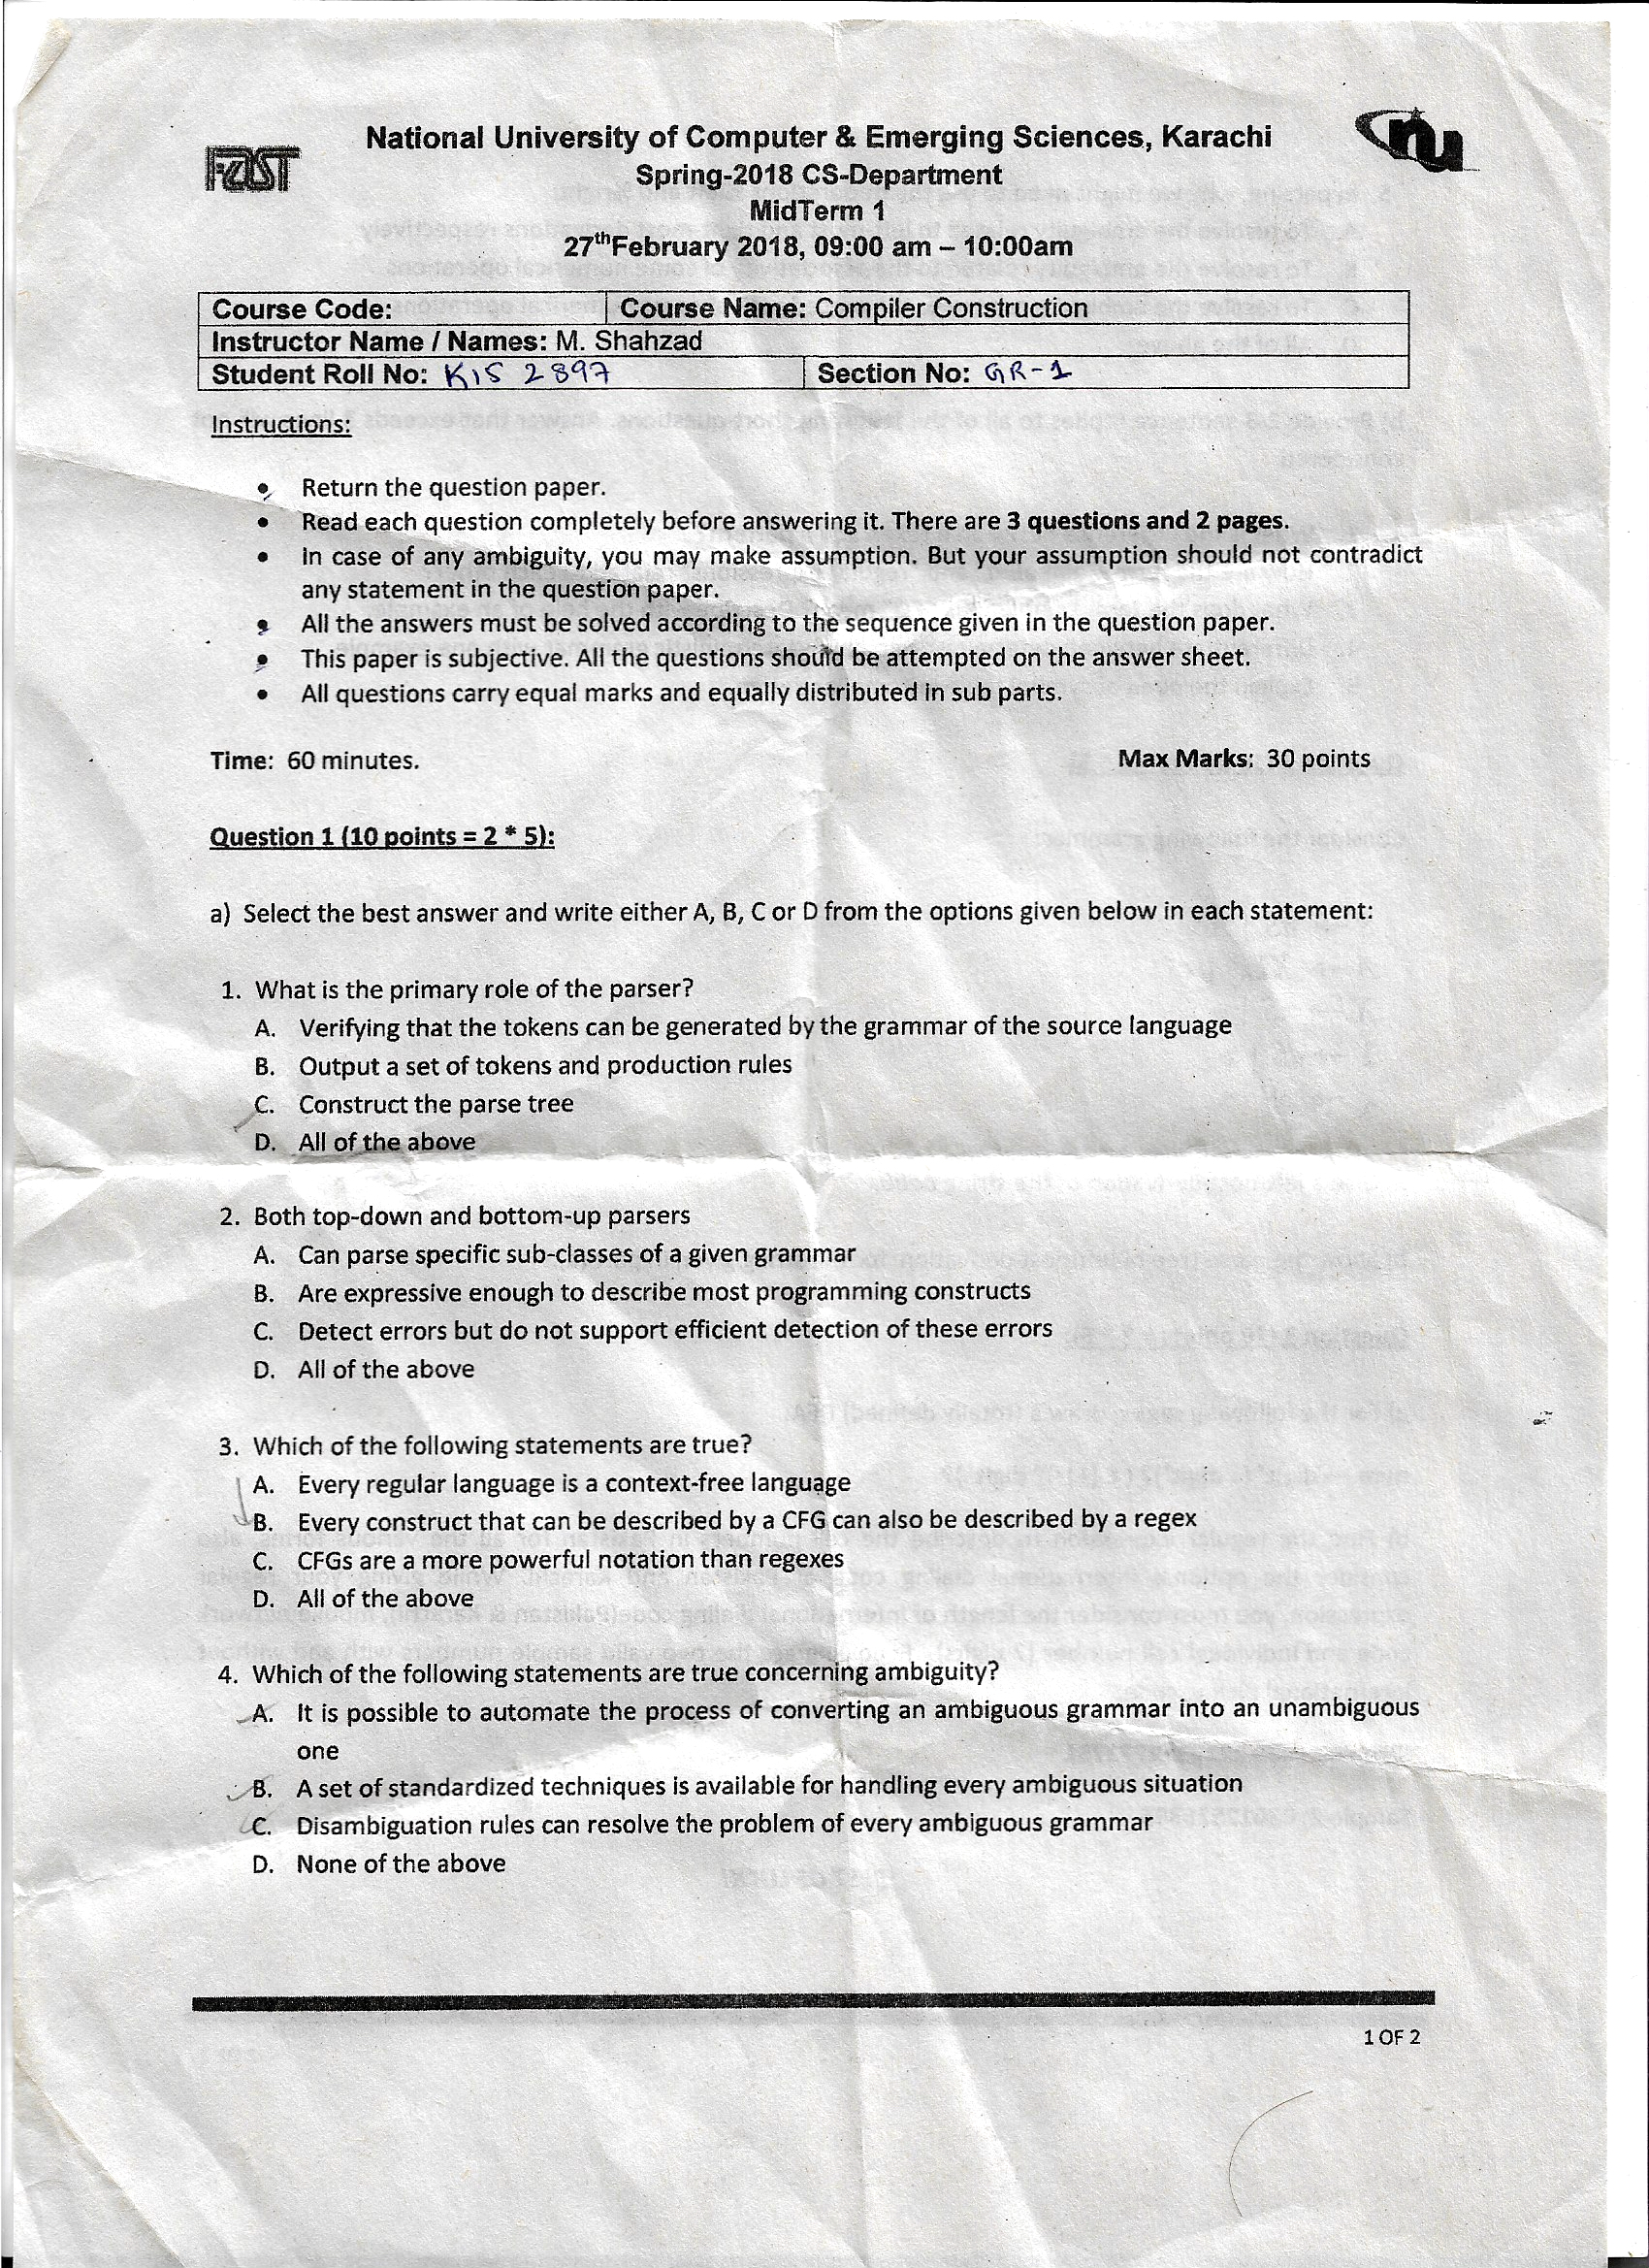 National University of Computer & Emerging Sciences, Karachi
FAST
nu
Spring-2018 CS-Department
MidTerm 1
27thFebruary 2018, 09:00 am – 10:00am
Course Code: Course Name: Compiler Construction
Instructor Name / Names: M. Shahzad
Student Roll No: K15 2897 Section No: GR-1
Instructions:
• Return the question paper.
• Read each question completely before answering it. There are 3 questions and 2 pages.
• In case of any ambiguity, you may make assumption. But your assumption should not contradict
any statement in the question paper.
• All the answers must be solved according to the sequence given in the question paper.
• This paper is subjective. All the questions should be attempted on the answer sheet.
• All questions carry equal marks and equally distributed in sub parts.
Time: 60 minutes. Max Marks: 30 points
Question 1 (10 points = 2 * 5):
a) Select the best answer and write either A, B, C or D from the options given below in each statement:
1. What is the primary role of the parser?
A. Verifying that the tokens can be generated by the grammar of the source language
B. Output a set of tokens and production rules
C. Construct the parse tree
D. All of the above
2. Both top-down and bottom-up parsers
A. Can parse specific sub-classes of a given grammar
B. Are expressive enough to describe most programming constructs
C. Detect errors but do not support efficient detection of these errors
D. All of the above
3. Which of the following statements are true?
A. Every regular language is a context-free language
B. Every construct that can be described by a CFG can also be described by a regex
C. CFGs are a more powerful notation than regexes
D. All of the above
4. Which of the following statements are true concerning ambiguity?
A. It is possible to automate the process of converting an ambiguous grammar into an unambiguous
one
B. A set of standardized techniques is available for handling every ambiguous situation
C. Disambiguation rules can resolve the problem of every ambiguous grammar
D. None of the above
1 OF 2